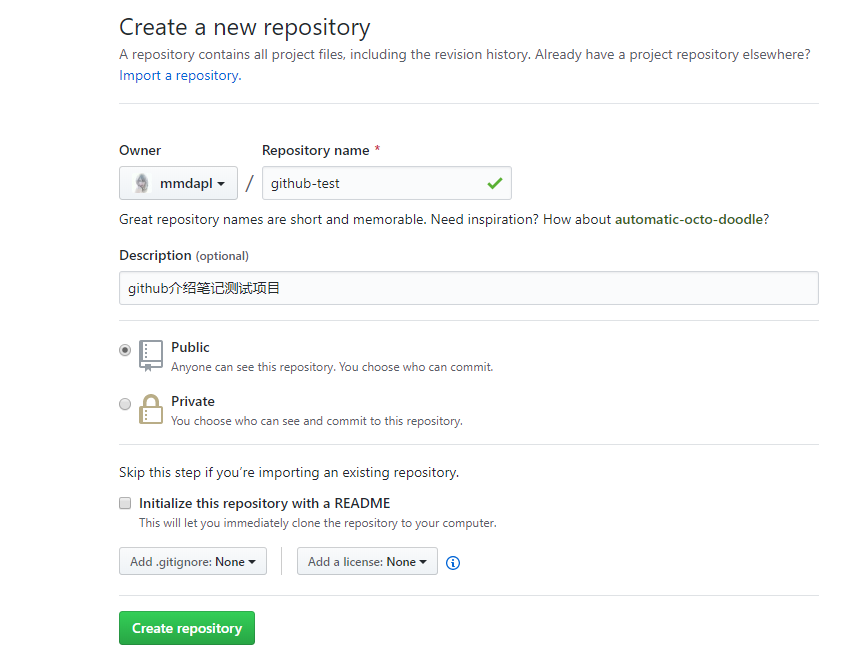 Create a new repository
A repository contains all project files, including the revision history. Already have a project repository elsewhere?
Import a repository.
Owner
Repository name *
mmdapl / github-test
Great repository names are short and memorable. Need inspiration? How about automatic-octo-doodle?
Description (optional)
github介绍笔记测试项目
Public
Anyone can see this repository. You choose who can commit.
Private
You choose who can see and commit to this repository.
Skip this step if you’re importing an existing repository.
Initialize this repository with a README
This will let you immediately clone the repository to your computer.
Add .gitignore: None
Add a license: None
Create repository